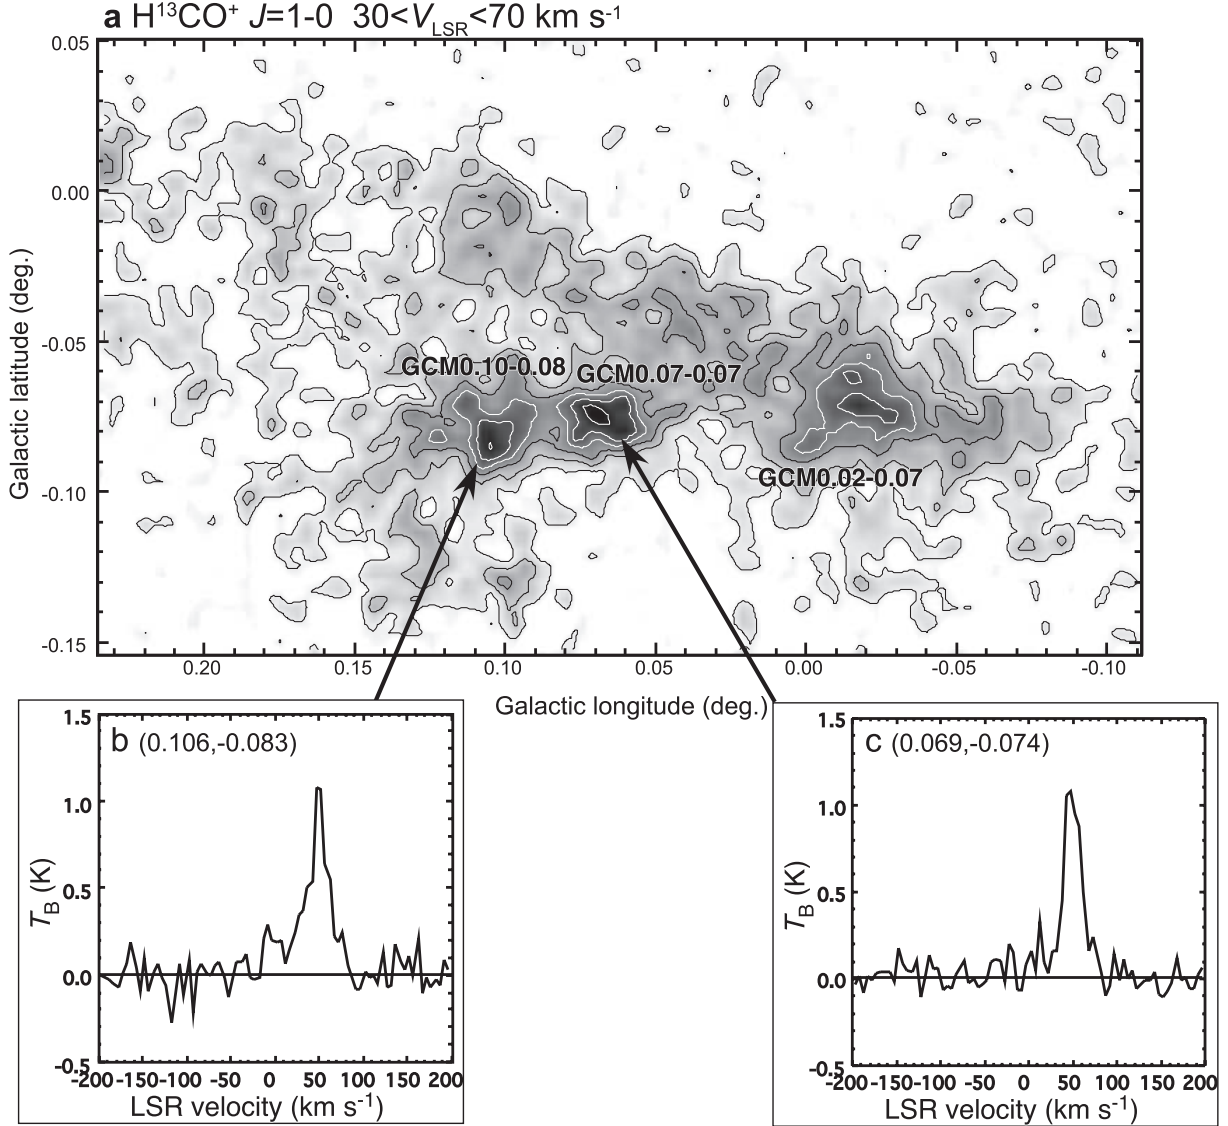 a H¹³CO⁺ J=1-0 30<V_LSR<70 km s⁻¹
0.05
0.00
-0.05
-0.10
-0.15
Galactic latitude (deg.)
GCM0.10-0.08
GCM0.07-0.07
GCM0.02-0.07
0.20 0.15 0.10 0.05 0.00 -0.05 -0.10
Galactic longitude (deg.)
b (0.106,-0.083)
1.5
1.0
0.5
0.0
-0.5
T_B (K)
-200 -150 -100 -50 0 50 100 150 200
LSR velocity (km s⁻¹)
c (0.069,-0.074)
1.5
1.0
0.5
0.0
-0.5
T_B (K)
-200 -150 -100 -50 0 50 100 150 200
LSR velocity (km s⁻¹)